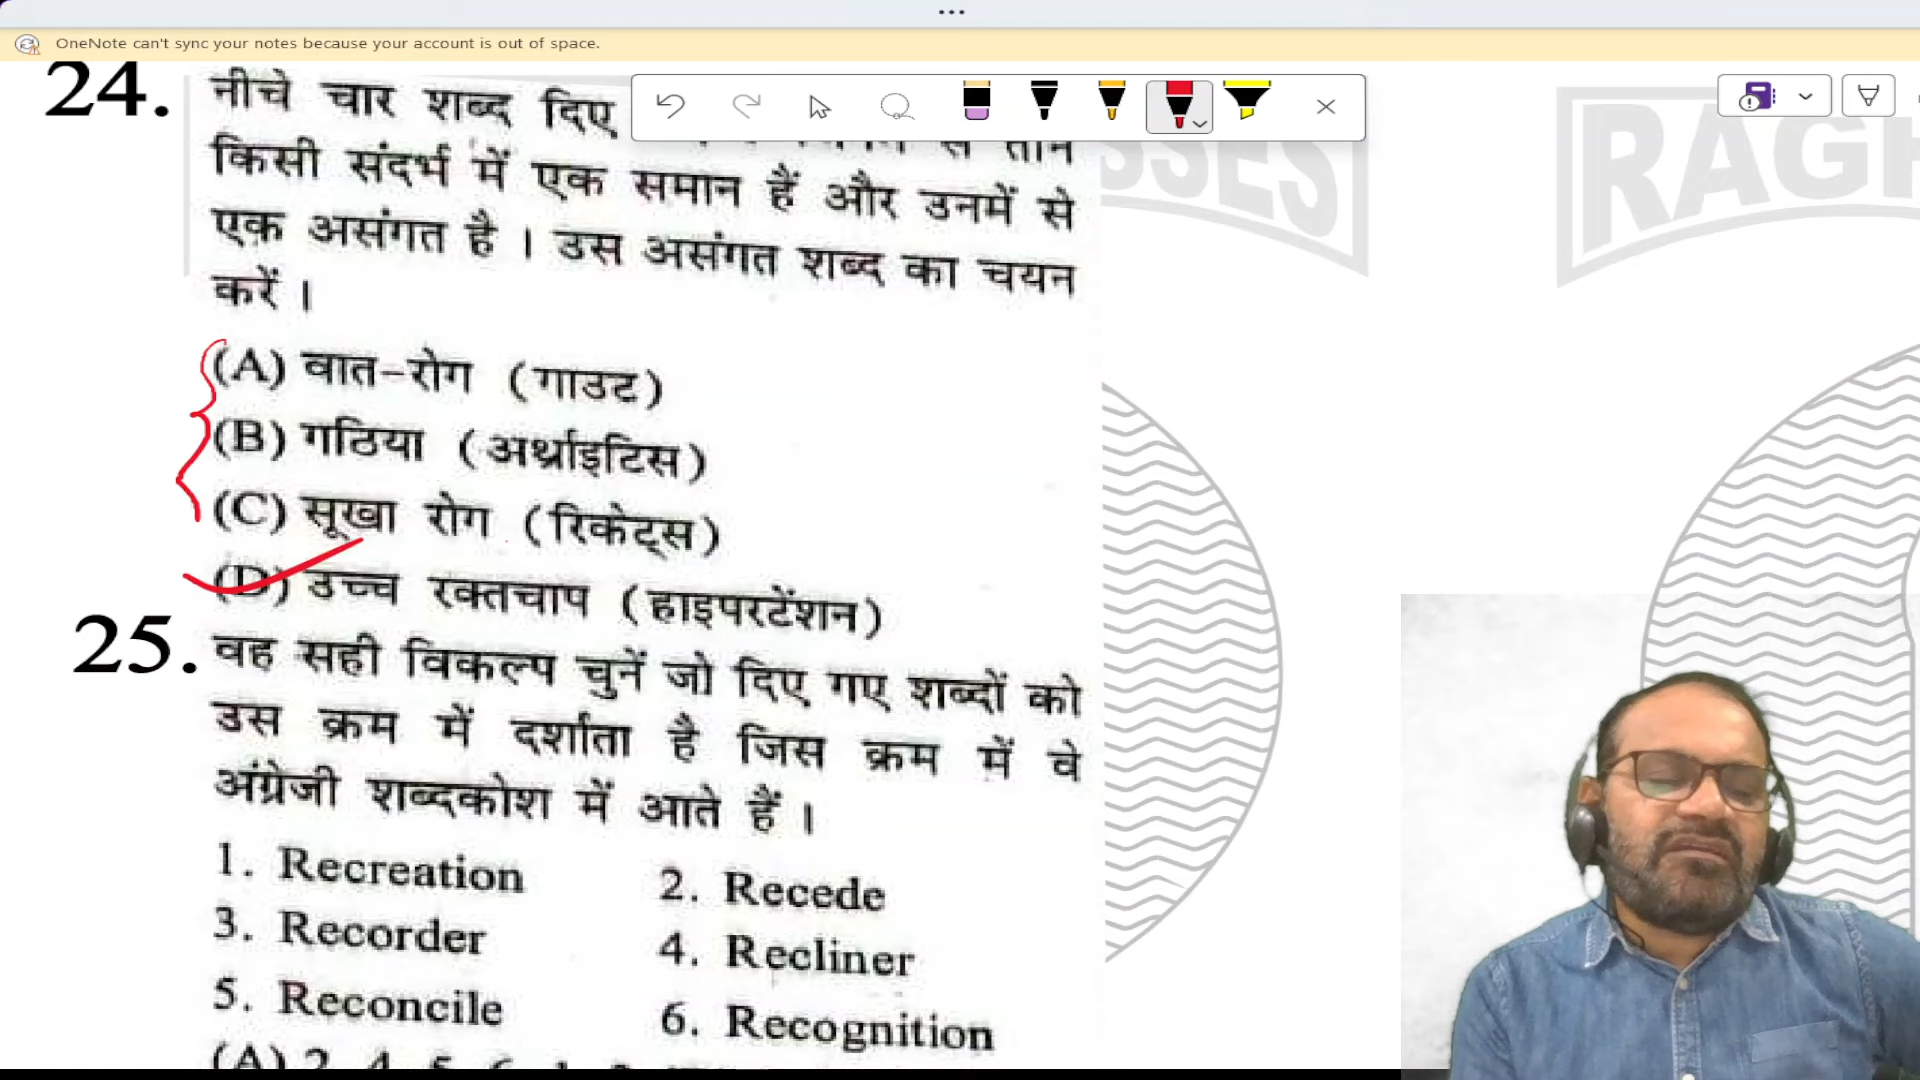 OneNote can't sync your notes because your account is out of space.
24. नीचे चार शब्द दिए
किसी संदर्भ में एक समान हैं और उनमें से
एक असंगत है । उस असंगत शब्द का चयन
करें ।
(A) वात-रोग (गाउट)
(B) गठिया (अर्थ्राइटिस)
(C) सूखा रोग (रिकेट्स)
(D) उच्च रक्तचाप (हाइपरटेंशन)
25. वह सही विकल्प चुनें जो दिए गए शब्दों को
उस क्रम में दर्शाता है जिस क्रम में वे
अंग्रेजी शब्दकोश में आते हैं ।
1. Recreation 2. Recede
3. Recorder 4. Recliner
5. Reconcile 6. Recognition